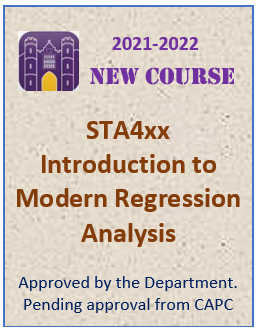 2021-2022
NEW COURSE
STA4xx
Introduction to
Modern Regression
Analysis
Approved by the Department.
Pending approval from CAPC